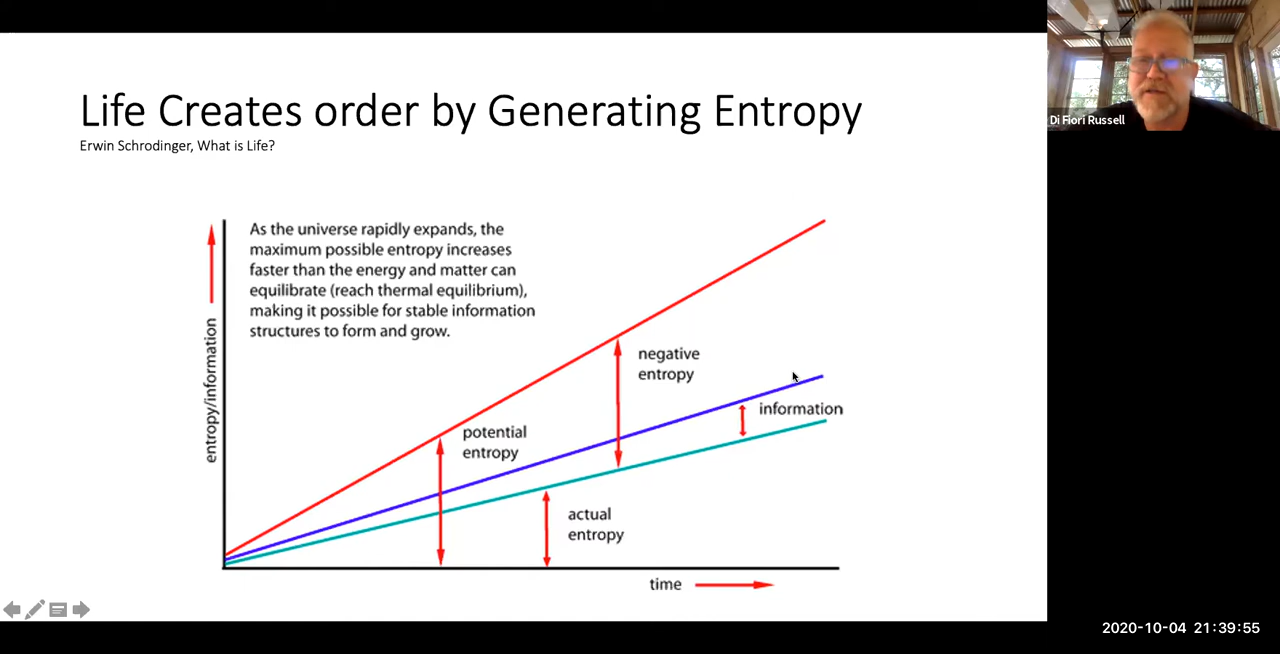 Life Creates order by Generating Entropy
Erwin Schrodinger, What is Life?
Di Fiori Russell
As the universe rapidly expands, the
maximum possible entropy increases
faster than the energy and matter can
equilibrate (reach thermal equilibrium),
making it possible for stable information
structures to form and grow.
entropy/information
negative
entropy
information
potential
entropy
actual
entropy
time
2020-10-04 21:39:55